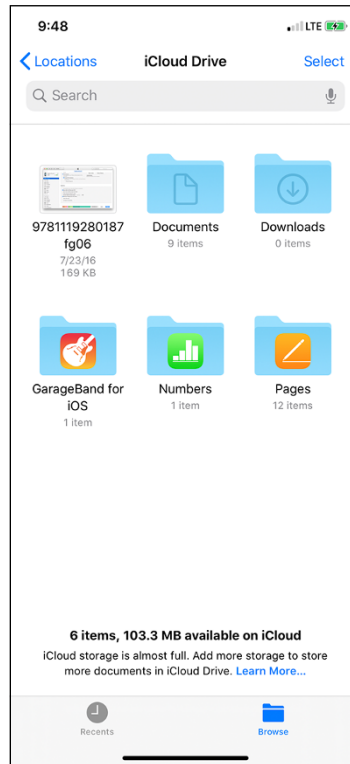 9:48
LTE
Locations
iCloud Drive
Select
Search
9781119280187
fg06
7/23/16
169 KB
Documents
9 items
Downloads
0 items
GarageBand for
iOS
1 item
Numbers
1 item
Pages
12 items
6 items, 103.3 MB available on iCloud
iCloud storage is almost full. Add more storage to store
more documents in iCloud Drive. Learn More...
Recents
Browse